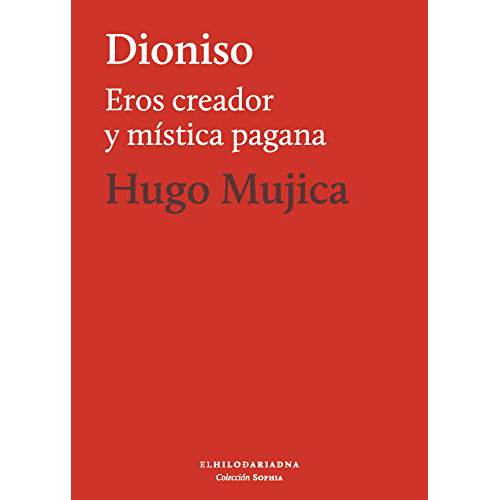 Dioniso
Eros creador
y mística pagana
Hugo Mujica
ELHILODARIADNA
Colección SOPHIA